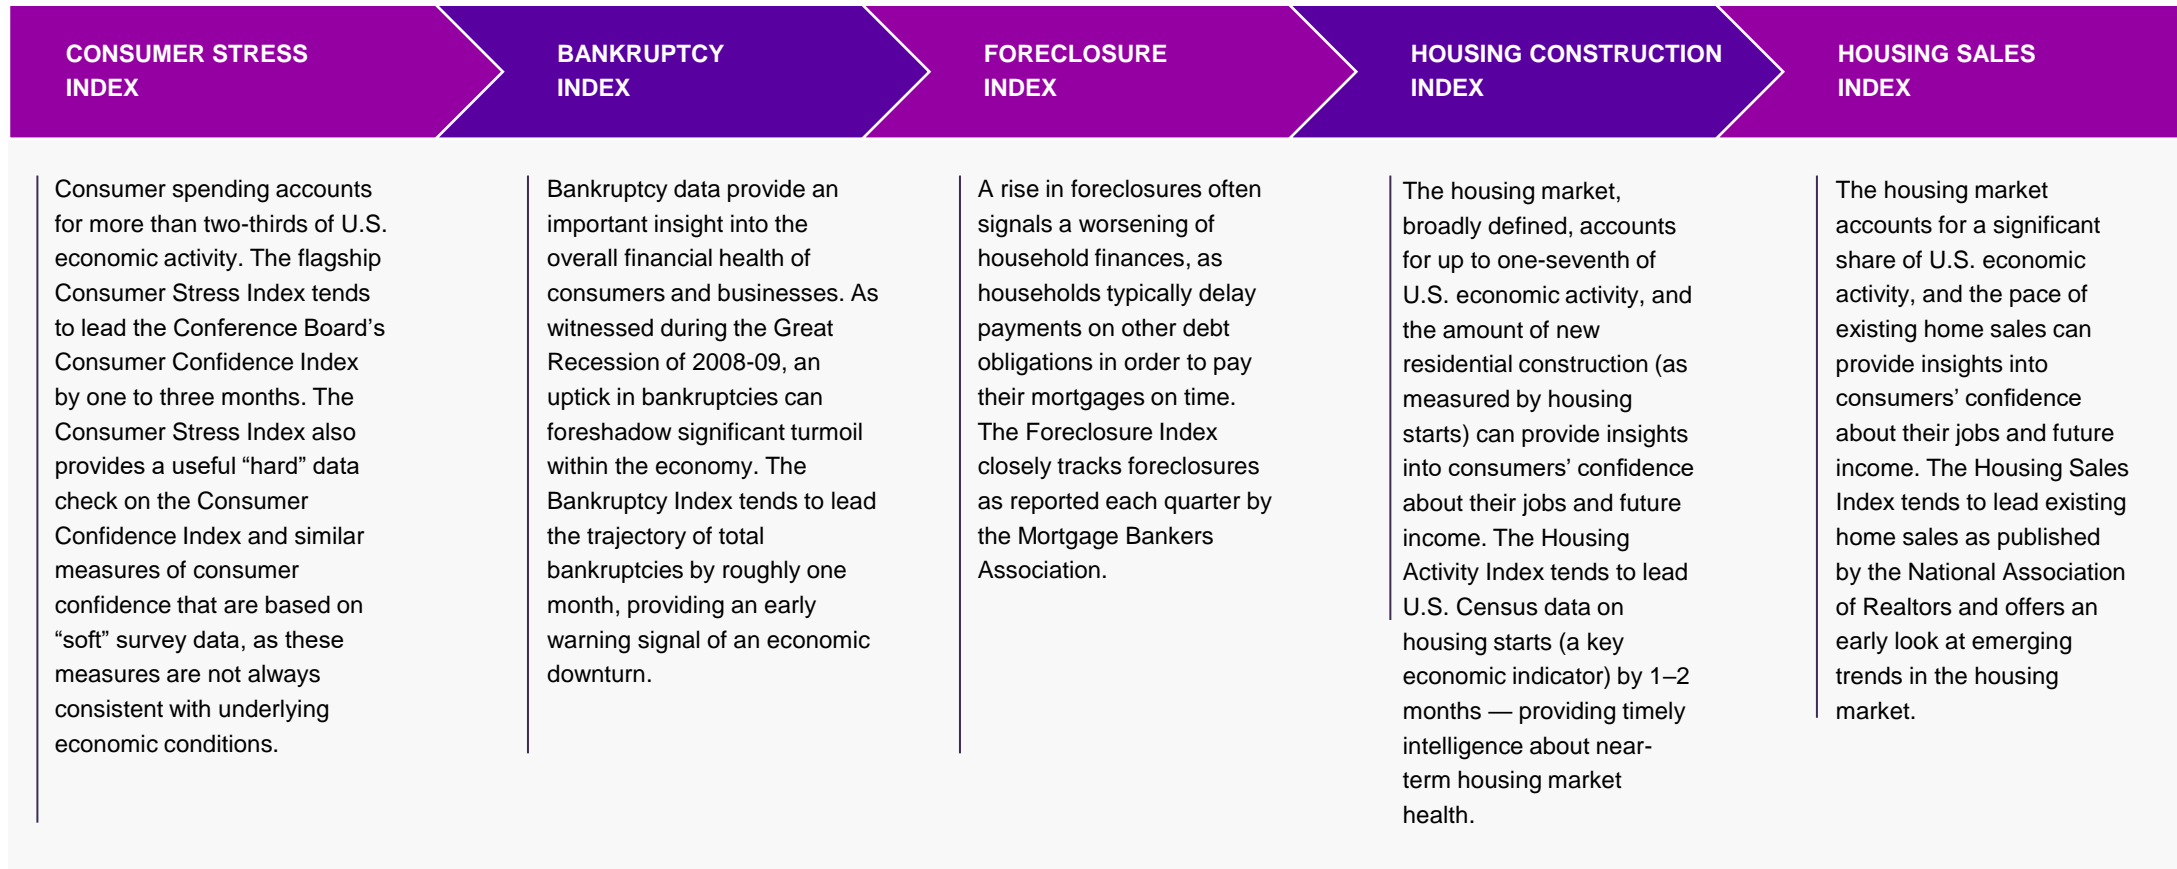 CONSUMER STRESS
INDEX
BANKRUPTCY
INDEX
FORECLOSURE
INDEX
HOUSING CONSTRUCTION
INDEX
HOUSING SALES
INDEX
Consumer spending accounts
for more than two-thirds of U.S.
economic activity. The flagship
Consumer Stress Index tends
to lead the Conference Board’s
Consumer Confidence Index
by one to three months. The
Consumer Stress Index also
provides a useful “hard” data
check on the Consumer
Confidence Index and similar
measures of consumer
confidence that are based on
“soft” survey data, as these
measures are not always
consistent with underlying
economic conditions.
Bankruptcy data provide an
important insight into the
overall financial health of
consumers and businesses. As
witnessed during the Great
Recession of 2008-09, an
uptick in bankruptcies can
foreshadow significant turmoil
within the economy. The
Bankruptcy Index tends to lead
the trajectory of total
bankruptcies by roughly one
month, providing an early
warning signal of an economic
downturn.
A rise in foreclosures often
signals a worsening of
household finances, as
households typically delay
payments on other debt
obligations in order to pay
their mortgages on time.
The Foreclosure Index
closely tracks foreclosures
as reported each quarter by
the Mortgage Bankers
Association.
The housing market,
broadly defined, accounts
for up to one-seventh of
U.S. economic activity, and
the amount of new
residential construction (as
measured by housing
starts) can provide insights
into consumers’ confidence
about their jobs and future
income. The Housing
Activity Index tends to lead
U.S. Census data on
housing starts (a key
economic indicator) by 1–2
months — providing timely
intelligence about near-
term housing market
health.
The housing market
accounts for a significant
share of U.S. economic
activity, and the pace of
existing home sales can
provide insights into
consumers’ confidence
about their jobs and future
income. The Housing Sales
Index tends to lead existing
home sales as published
by the National Association
of Realtors and offers an
early look at emerging
trends in the housing
market.